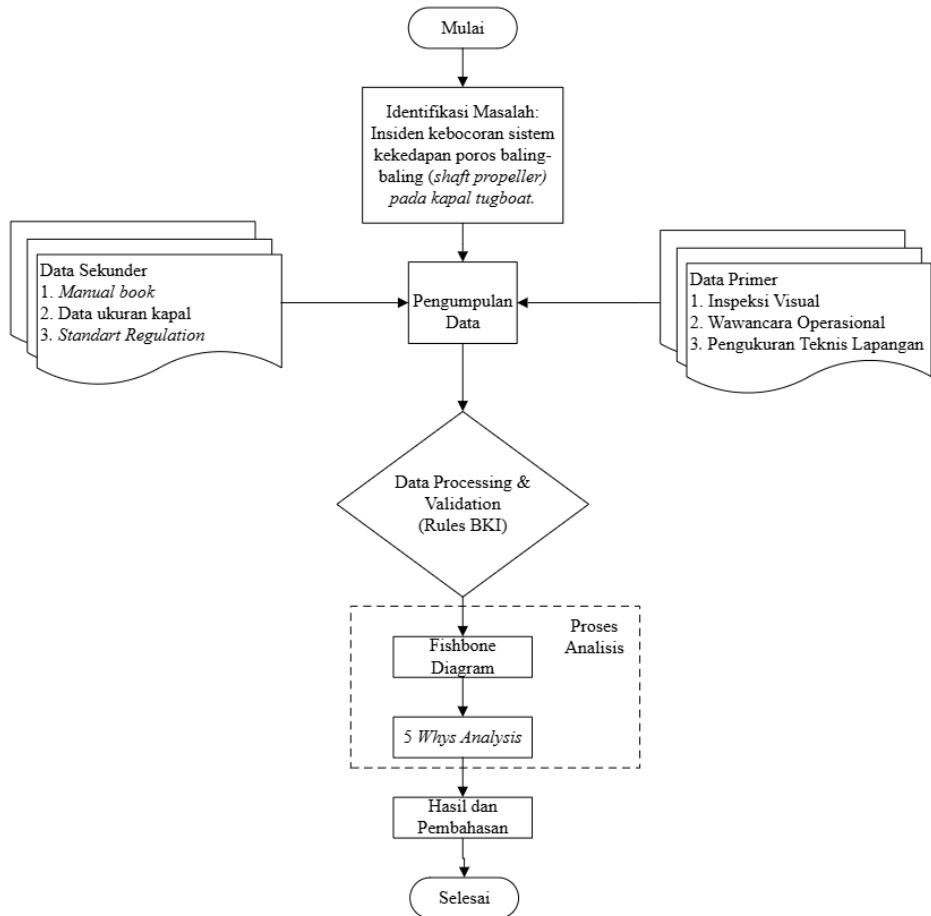 Mulai
Identifikasi Masalah:
Insiden kebocoran sistem
kekedapan poros baling-
baling (shaft propeller)
pada kapal tugboat.
Data Sekunder
1. Manual book
2. Data ukuran kapal
3. Standart Regulation
Pengumpulan
Data
Data Primer
1. Inspeksi Visual
2. Wawancara Operasional
3. Pengukuran Teknis Lapangan
Data Processing &
Validation
(Rules BKI)
Proses
Analisis
Fishbone
Diagram
5 Whys Analysis
Hasil dan
Pembahasan
Selesai